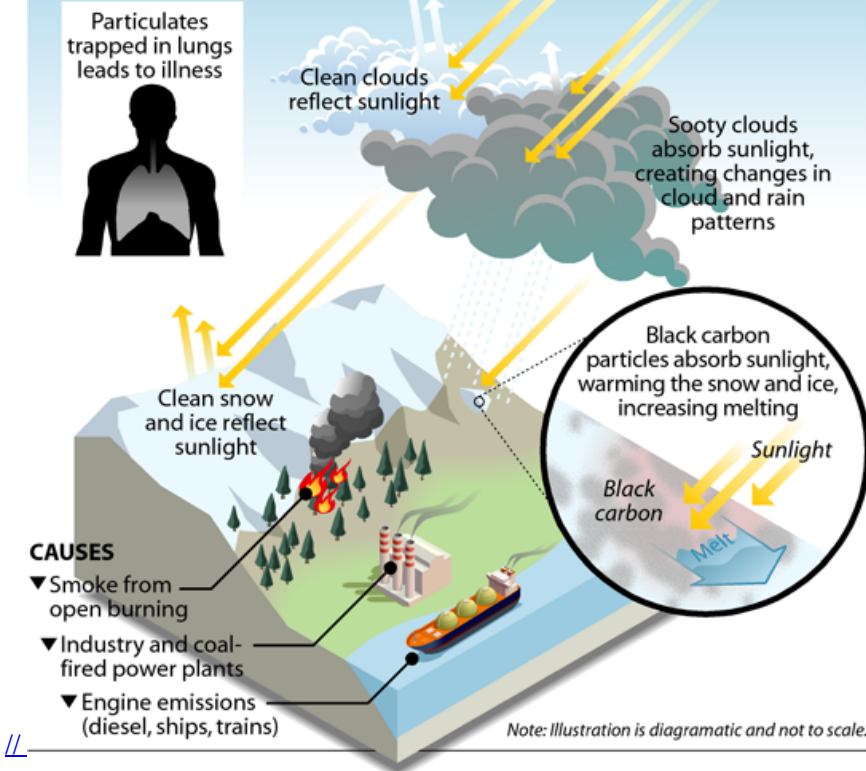 Particulates
trapped in lungs
leads to illness
Clean clouds
reflect sunlight
Sooty clouds
absorb sunlight,
creating changes in
cloud and rain
patterns
Clean snow
and ice reflect
sunlight
Black carbon
particles absorb sunlight,
warming the snow and ice,
increasing melting
Sunlight
Black
carbon
Melt
CAUSES
▼ Smoke from
open burning
▼ Industry and coal-
fired power plants
▼ Engine emissions
(diesel, ships, trains)
Note: Illustration is diagramatic and not to scale.
//